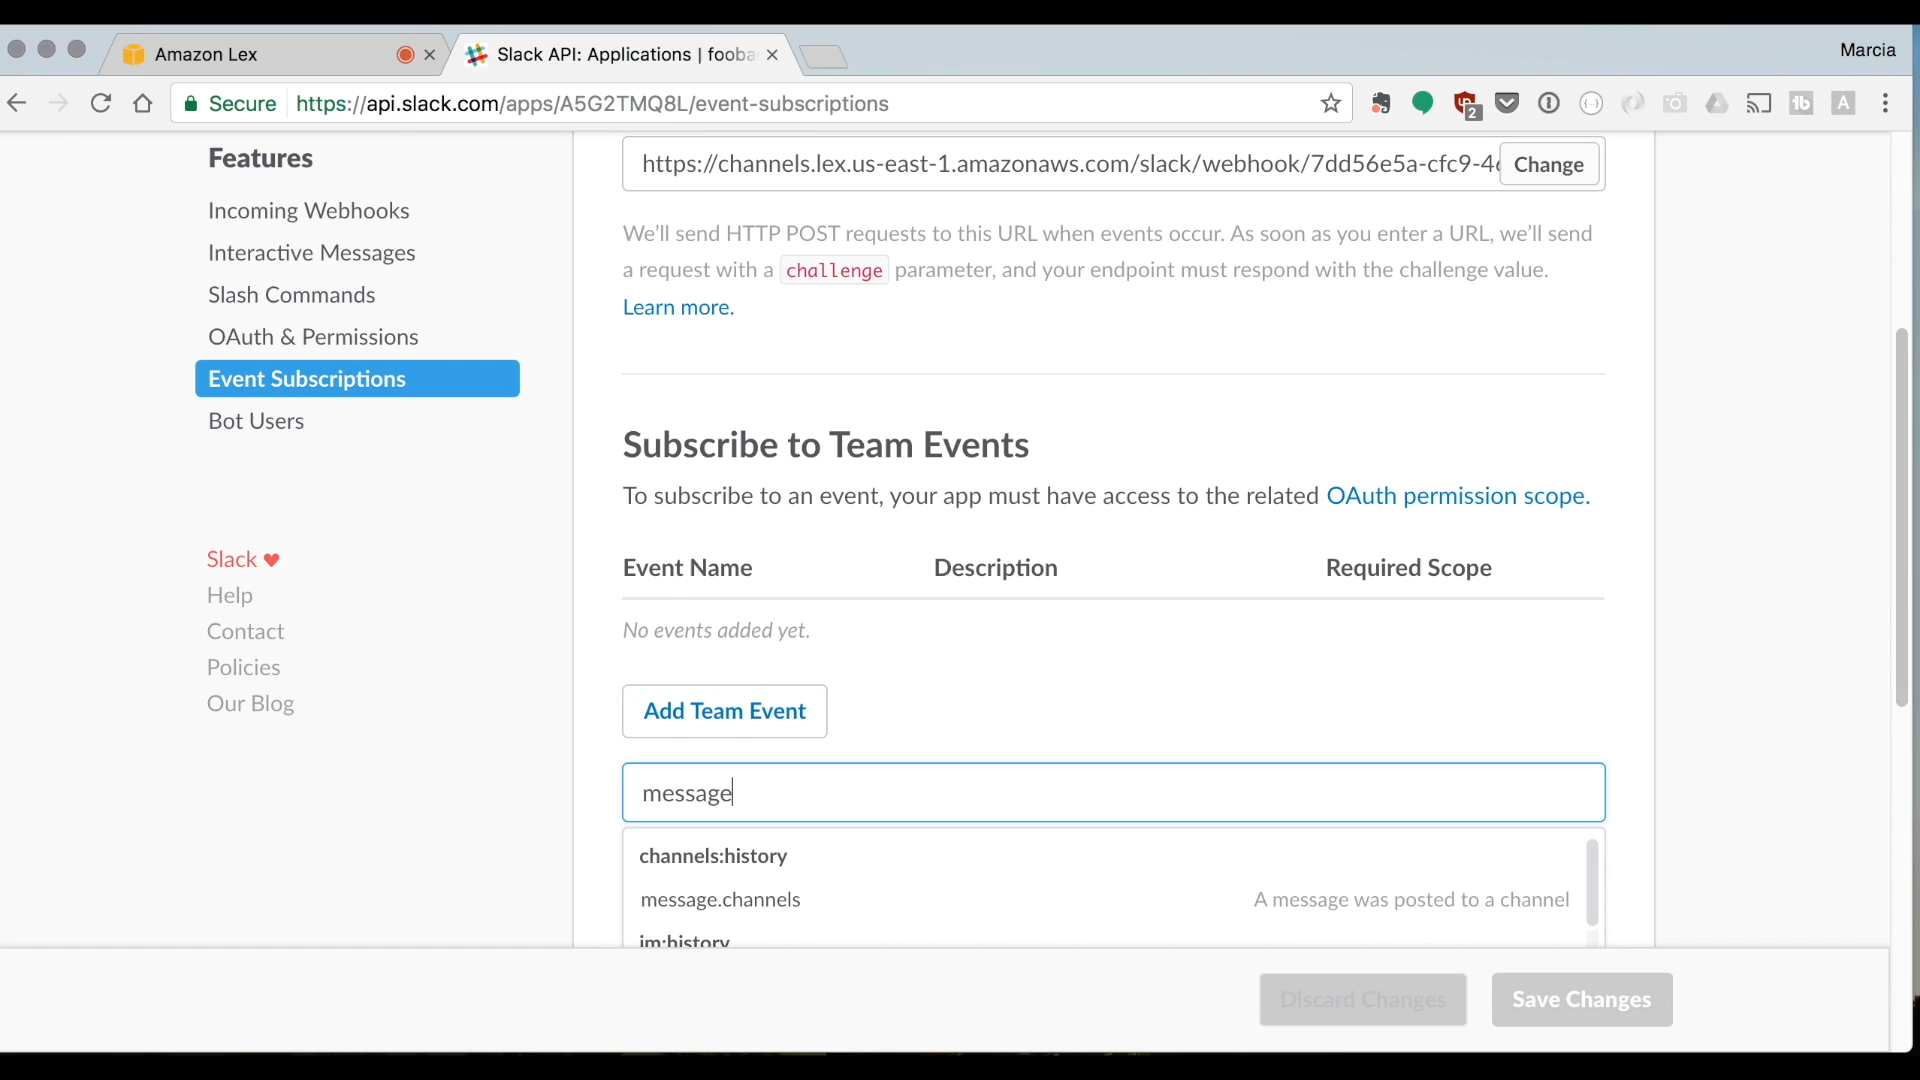 Amazon Lex
Slack API: Applications | fooba
Marcia
Secure https://api.slack.com/apps/A5G2TMQ8L/event-subscriptions
2
Features
Incoming Webhooks
Interactive Messages
Slash Commands
OAuth & Permissions
Event Subscriptions
Bot Users
Slack ♥
Help
Contact
Policies
Our Blog
https://channels.lex.us-east-1.amazonaws.com/slack/webhook/7dd56e5a-cfc9-4
Change
We’ll send HTTP POST requests to this URL when events occur. As soon as you enter a URL, we’ll send
a request with a challenge parameter, and your endpoint must respond with the challenge value.
Learn more.
Subscribe to Team Events
To subscribe to an event, your app must have access to the related OAuth permission scope.
Event Name Description Required Scope
No events added yet.
Add Team Event
message
channels:history
message.channels A message was posted to a channel
im:history
Discard Changes Save Changes